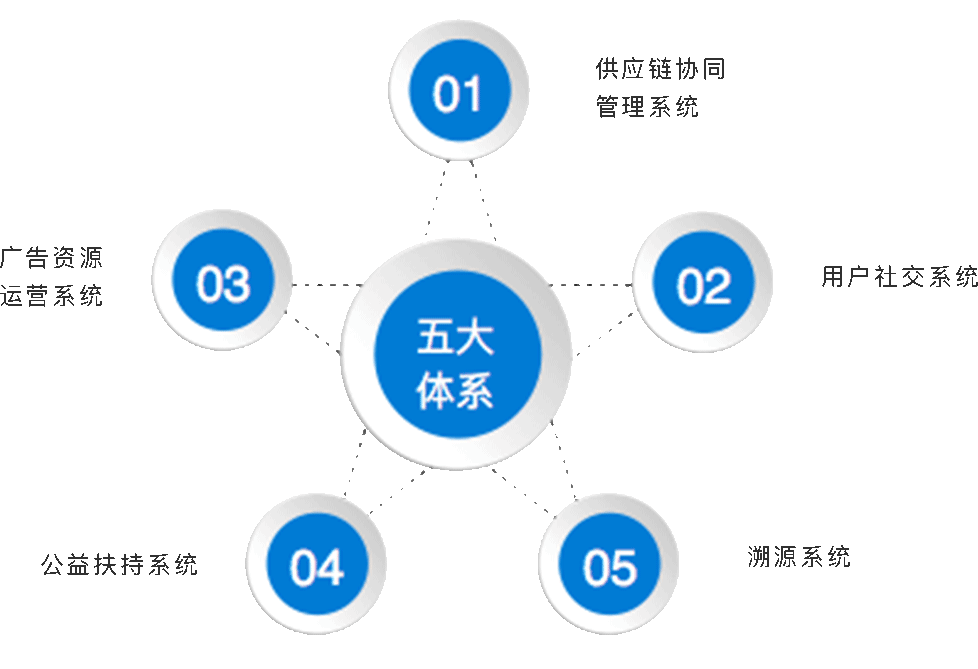 01
供应链协同
管理系统
03
广告资源
运营系统
02
用户社交系统
五大
体系
04
公益扶持系统
05
溯源系统